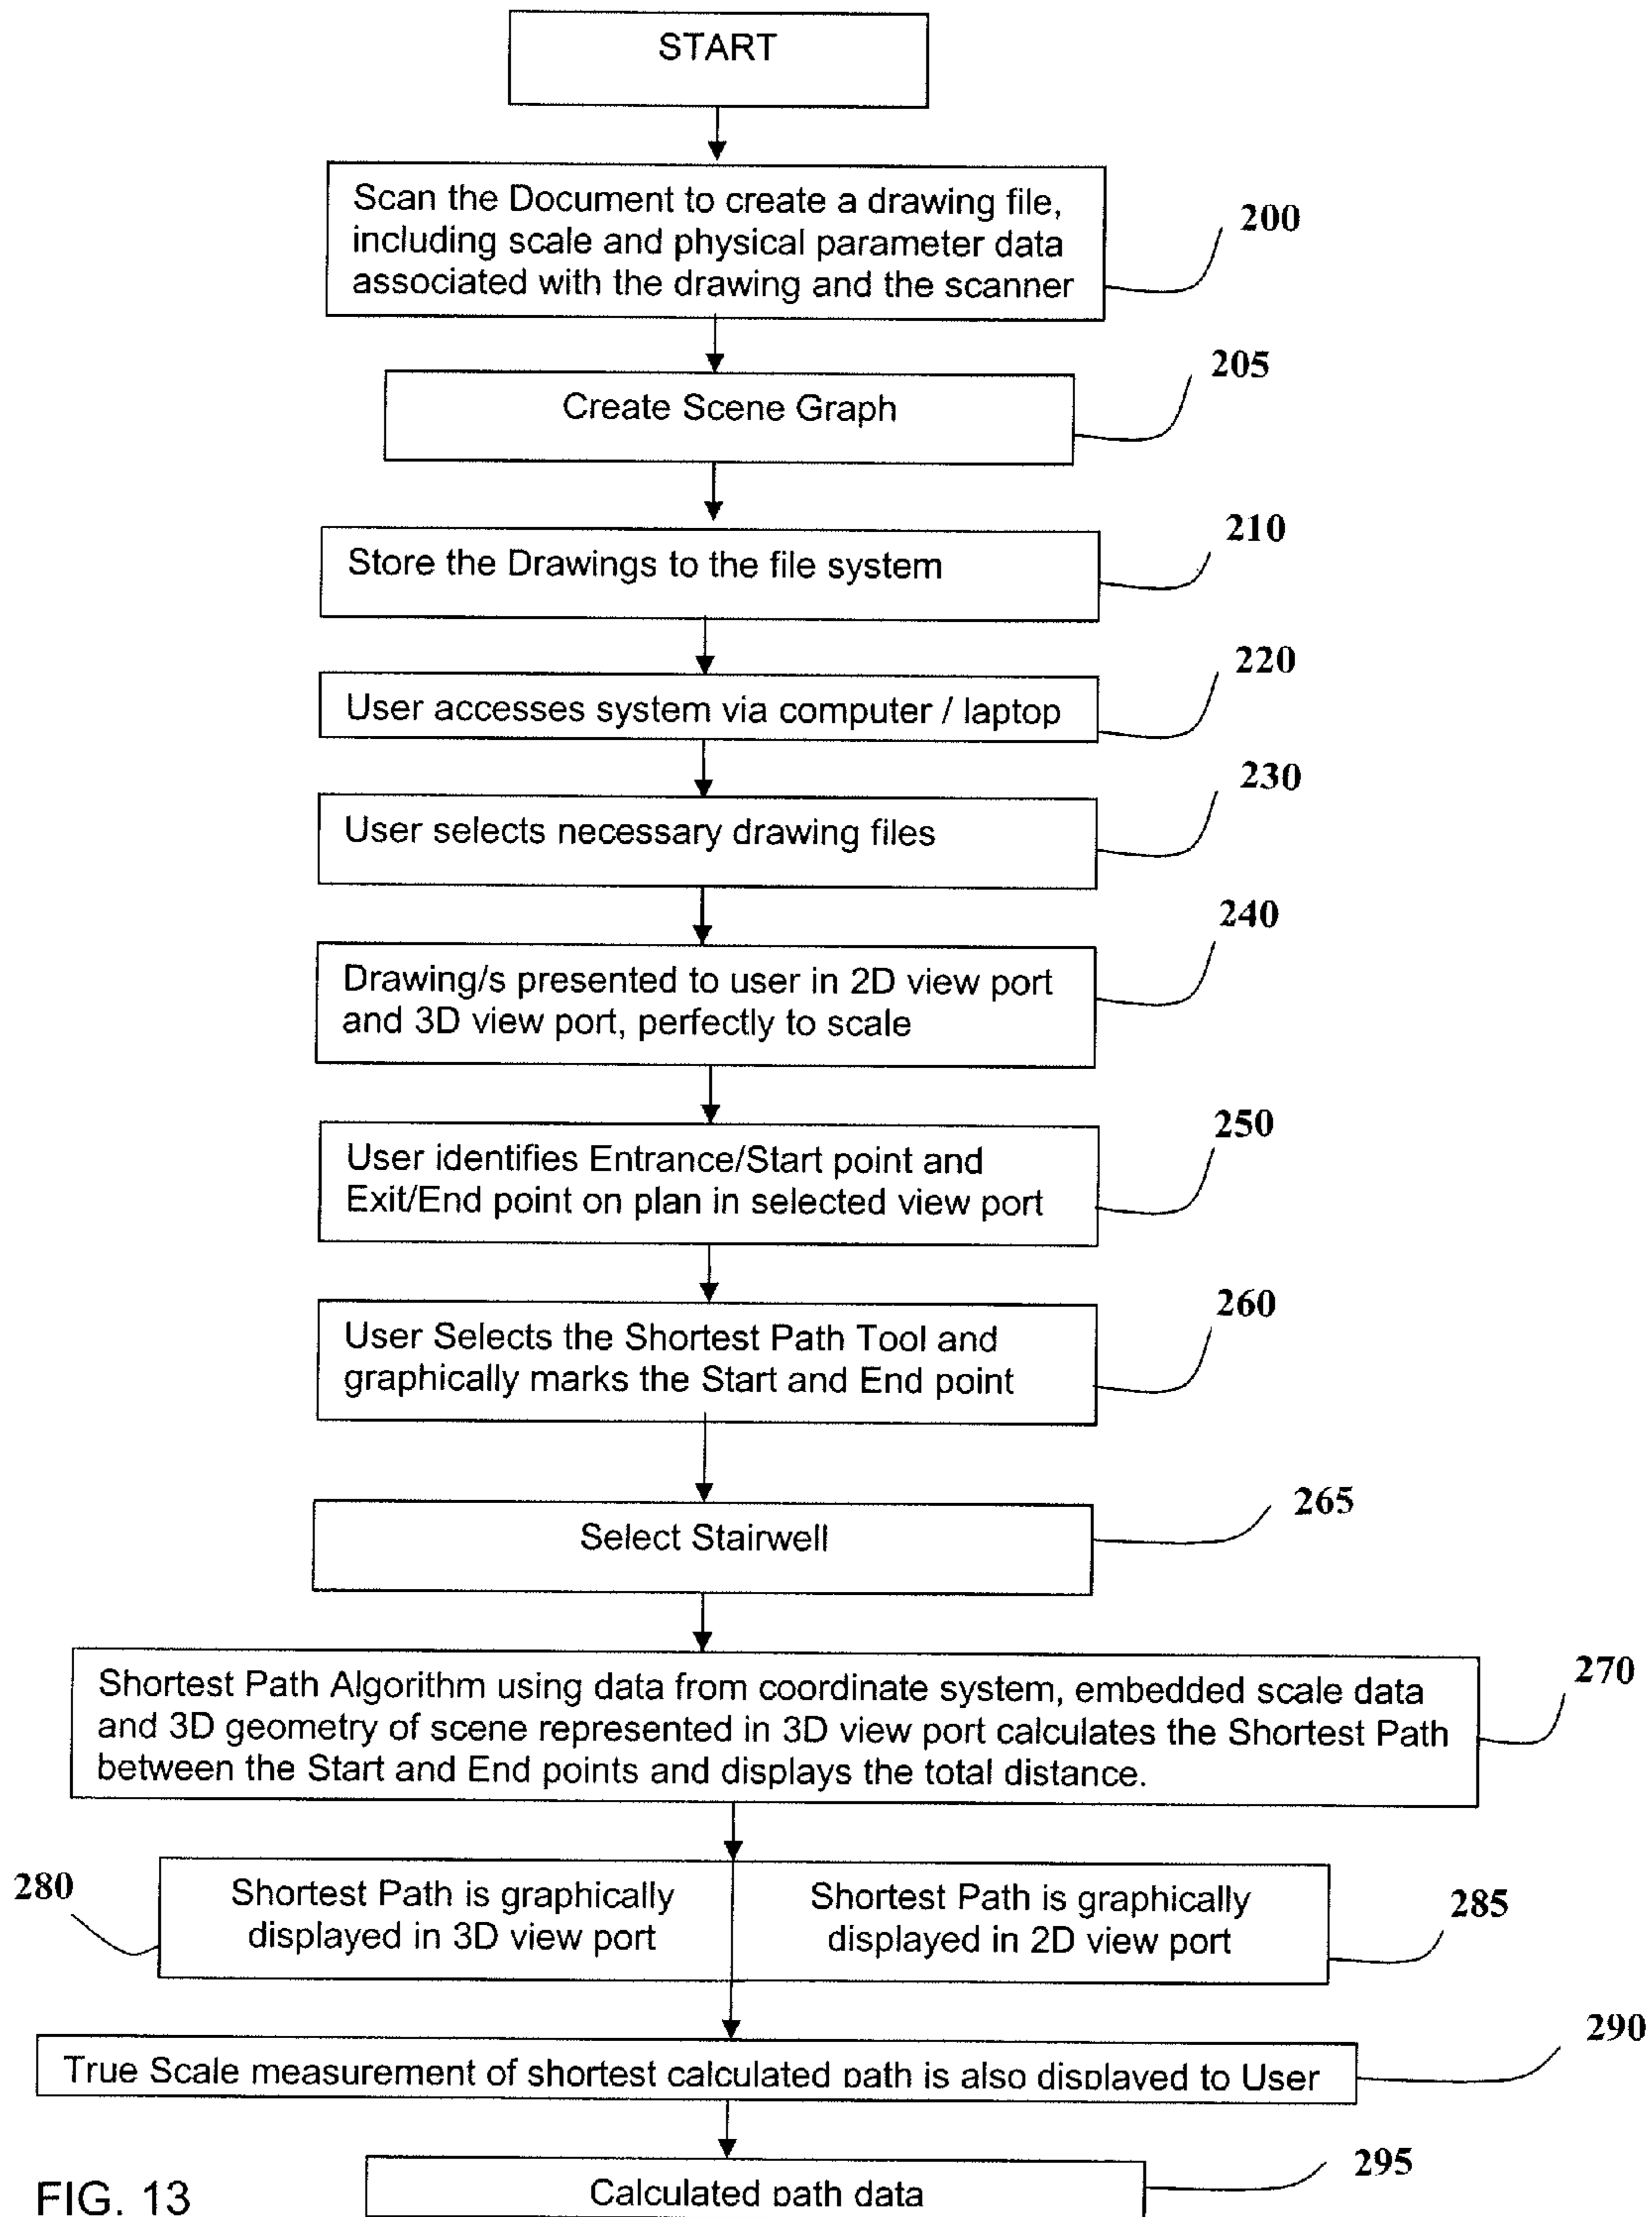 START
Scan the Document to create a drawing file,
including scale and physical parameter data
associated with the drawing and the scanner
200
Create Scene Graph
205
Store the Drawings to the file system
210
User accesses system via computer / laptop
220
User selects necessary drawing files
230
Drawing/s presented to user in 2D view port
and 3D view port, perfectly to scale
240
User identifies Entrance/Start point and
Exit/End point on plan in selected view port
250
User Selects the Shortest Path Tool and
graphically marks the Start and End point
260
Select Stairwell
265
Shortest Path Algorithm using data from coordinate system, embedded scale data
and 3D geometry of scene represented in 3D view port calculates the Shortest Path
between the Start and End points and displays the total distance.
270
280
Shortest Path is graphically
displayed in 3D view port
Shortest Path is graphically
displayed in 2D view port
285
True Scale measurement of shortest calculated path is also displayed to User
290
Calculated path data
295
FIG. 13